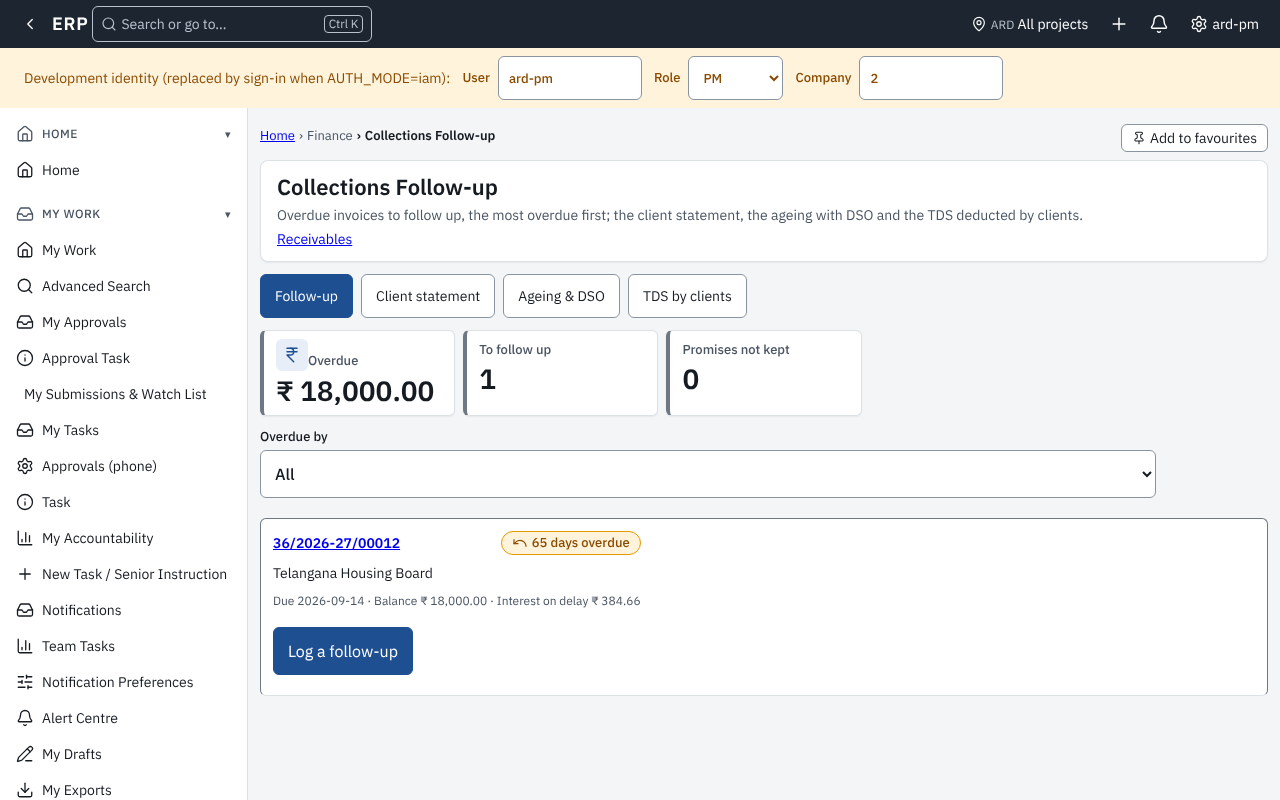 ERP Search or go to... Ctrl K ARD All projects ard-pm
Development identity (replaced by sign-in when AUTH_MODE=iam): User ard-pm Role PM Company 2
HOME
Home
MY WORK
My Work
Advanced Search
My Approvals
Approval Task
My Submissions & Watch List
My Tasks
Approvals (phone)
Task
My Accountability
New Task / Senior Instruction
Notifications
Team Tasks
Notification Preferences
Alert Centre
My Drafts
My Exports
Home › Finance › Collections Follow-up
Add to favourites
Collections Follow-up
Overdue invoices to follow up, the most overdue first; the client statement, the ageing with DSO and the TDS deducted by clients.
Receivables
Follow-up Client statement Ageing & DSO TDS by clients
₹ Overdue
₹ 18,000.00
To follow up
1
Promises not kept
0
Overdue by
All
36/2026-27/00012 65 days overdue
Telangana Housing Board
Due 2026-09-14 · Balance ₹ 18,000.00 · Interest on delay ₹ 384.66
Log a follow-up